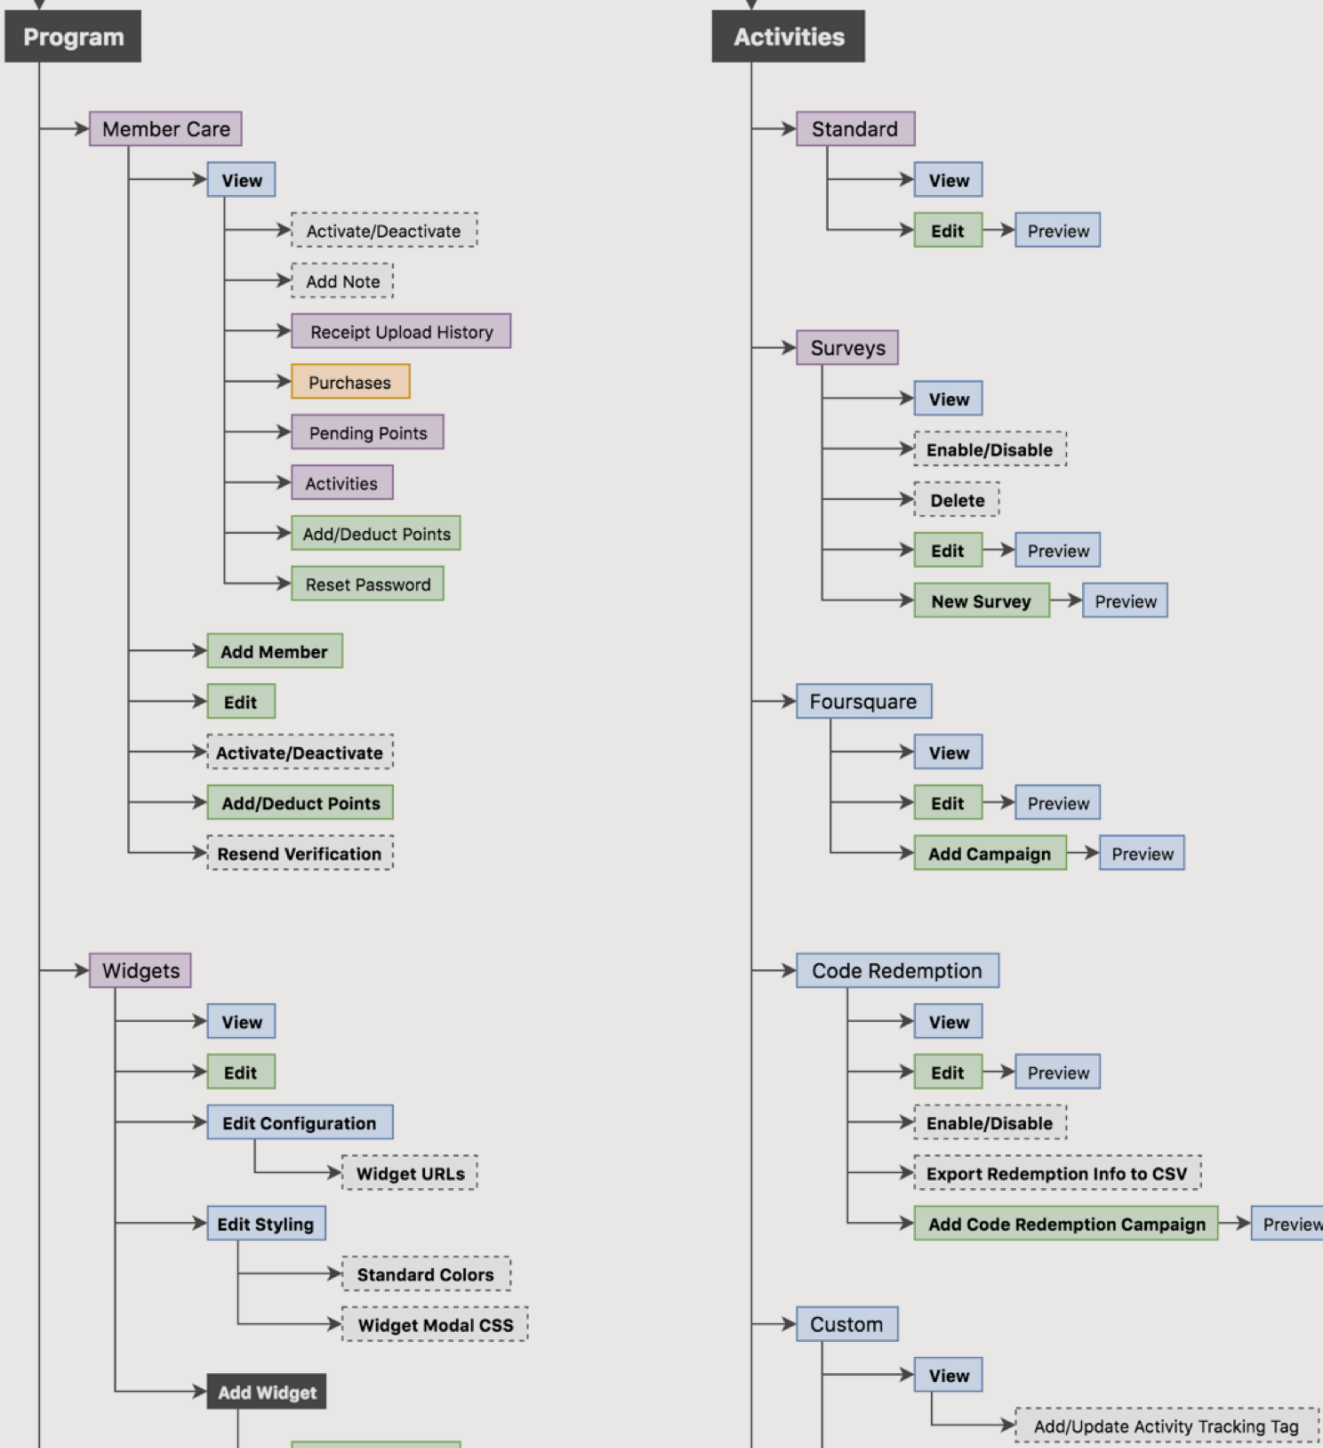 Program
Member Care
View
Activate/Deactivate
Add Note
Receipt Upload History
Purchases
Pending Points
Activities
Add/Deduct Points
Reset Password
Add Member
Edit
Activate/Deactivate
Add/Deduct Points
Resend Verification
Widgets
View
Edit
Edit Configuration
Widget URLs
Edit Styling
Standard Colors
Widget Modal CSS
Add Widget
Activities
Standard
View
Edit
Preview
Surveys
View
Enable/Disable
Delete
Edit
Preview
New Survey
Preview
Foursquare
View
Edit
Preview
Add Campaign
Preview
Code Redemption
View
Edit
Preview
Enable/Disable
Export Redemption Info to CSV
Add Code Redemption Campaign
Preview
Custom
View
Add/Update Activity Tracking Tag